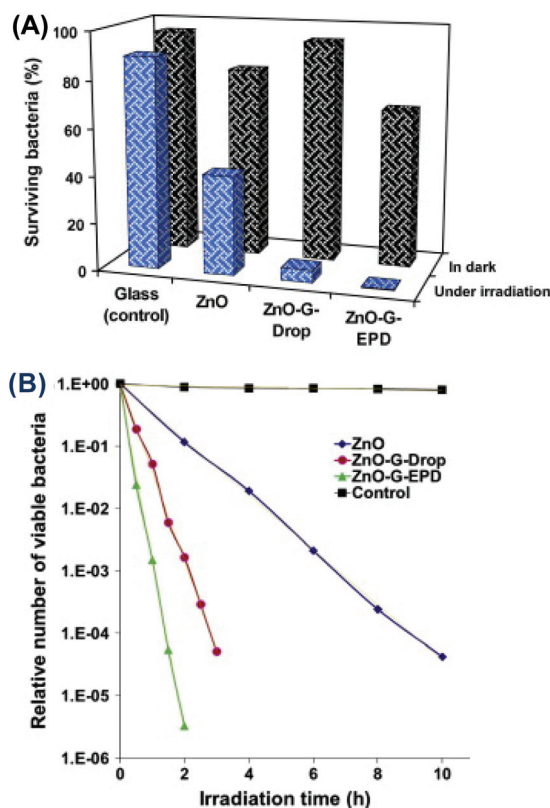 (A)
Surviving bacteria (%)
100
80
60
40
20
0
Glass
(control)
ZnO
ZnO-G-
Drop
ZnO-G-
EPD
In dark
Under irradiation
(B)
Relative number of viable bacteria
1.E+00
1.E-01
1.E-02
1.E-03
1.E-04
1.E-05
1.E-06
ZnO
ZnO-G-Drop
ZnO-G-EPD
Control
0
2
4
6
8
10
Irradiation time (h)